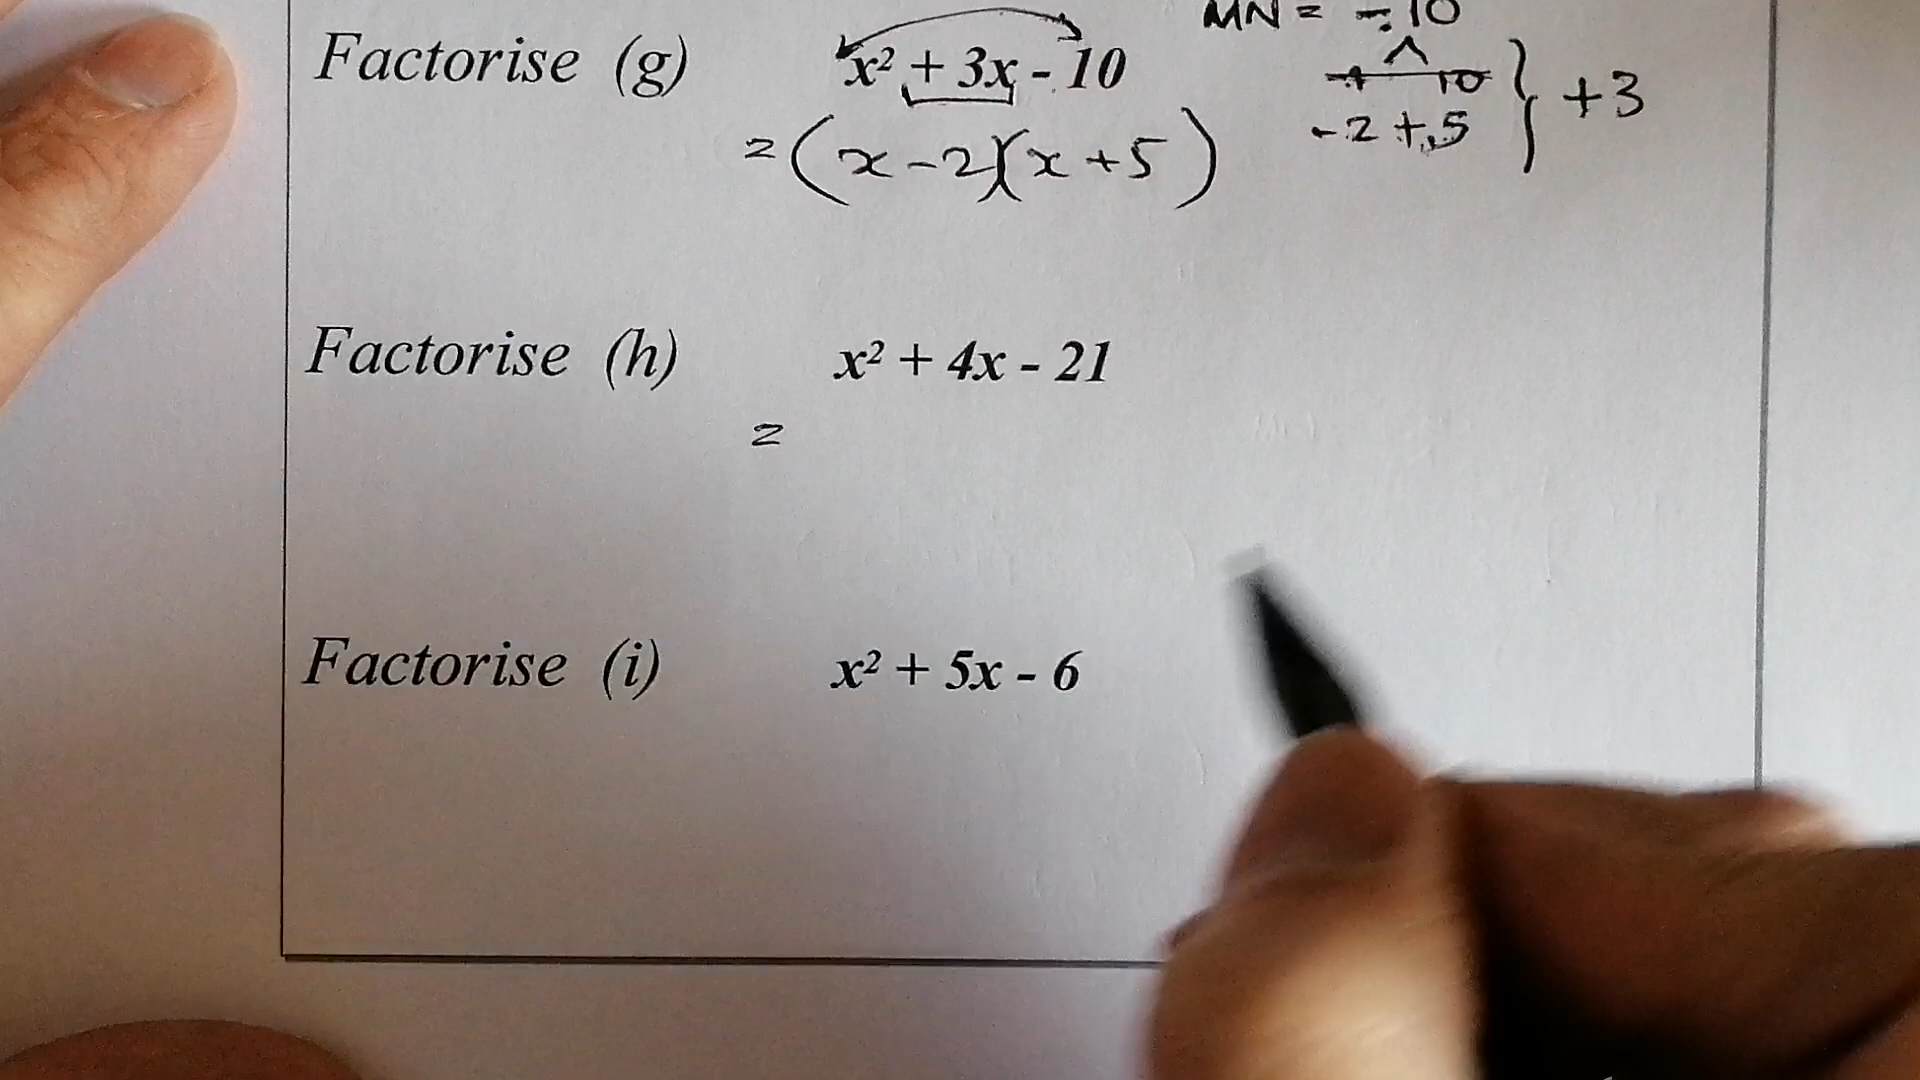 MN = -10
Factorise (g) x² + 3x - 10
1 10 } +3
-2 +5
= (x - 2)(x + 5)
Factorise (h) x² + 4x - 21
=
Factorise (i) x² + 5x - 6